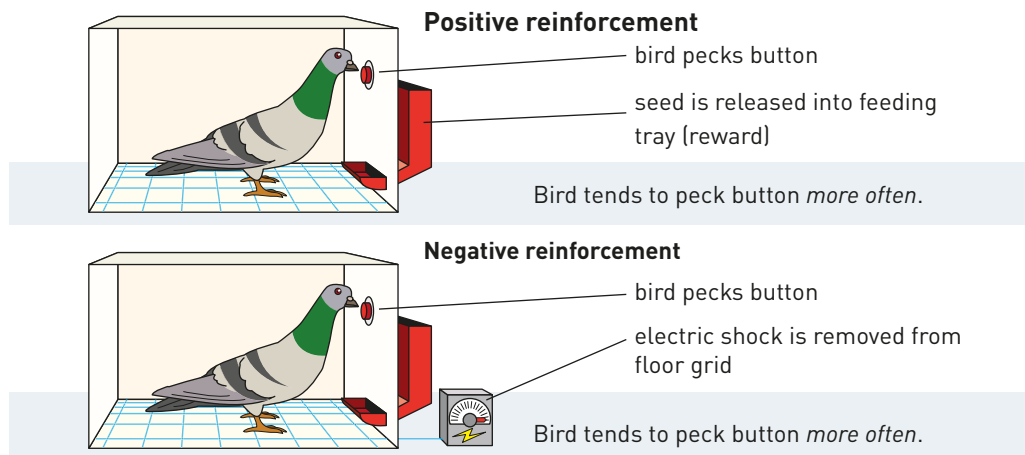 Positive reinforcement
bird pecks button
seed is released into feeding
tray (reward)
Bird tends to peck button more often.
Negative reinforcement
bird pecks button
electric shock is removed from
floor grid
Bird tends to peck button more often.